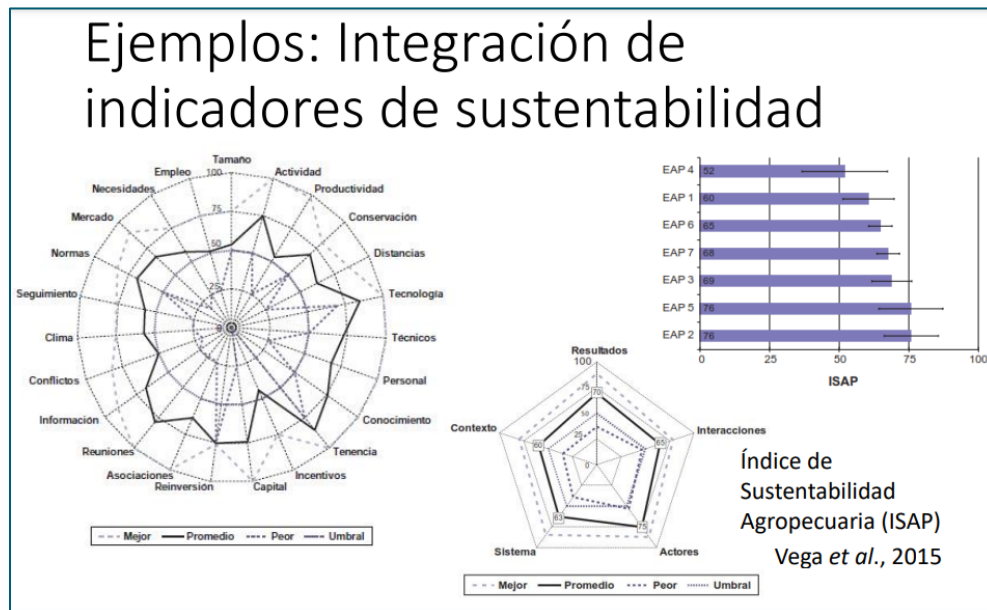 Ejemplos: Integración de
indicadores de sustentabilidad
Tamaño
Actividad
Productividad
Conservación
Distancias
Tecnología
Técnicos
Personal
Conocimiento
Tenencia
Incentivos
Capital
Reinversión
Asociaciones
Reuniones
Información
Conflictos
Clima
Seguimiento
Normas
Mercado
Necesidades
Empleo
100
75
50
25
0
Mejor Promedio Peor Umbral
EAP 4 52
EAP 1 60
EAP 6 65
EAP 7 68
EAP 3 69
EAP 5 76
EAP 2 76
0 25 50 75 100
ISAP
Resultados
100
75
70
50
25
0
Interacciones
65
Actores
75
Sistema
63
Contexto
60
Mejor Promedio Peor Umbral
Índice de
Sustentabilidad
Agropecuaria (ISAP)
Vega et al., 2015